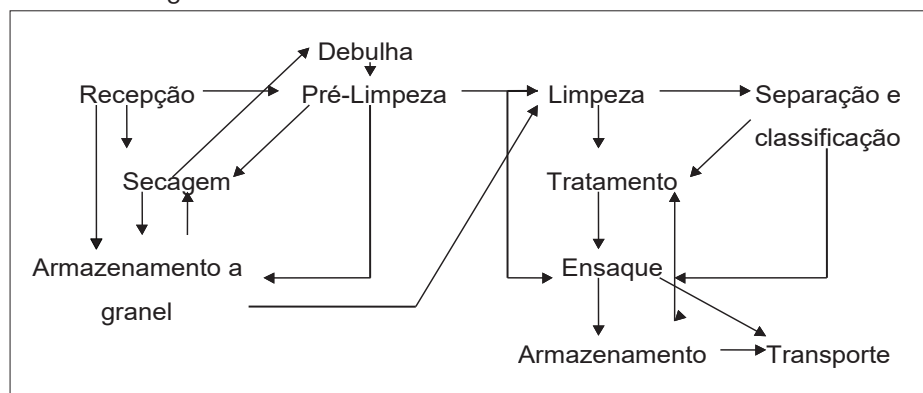 Debulha
Recepção Pré-Limpeza Limpeza Separação e
classificação
Secagem Tratamento
Armazenamento a Ensaque
granel
Armazenamento Transporte